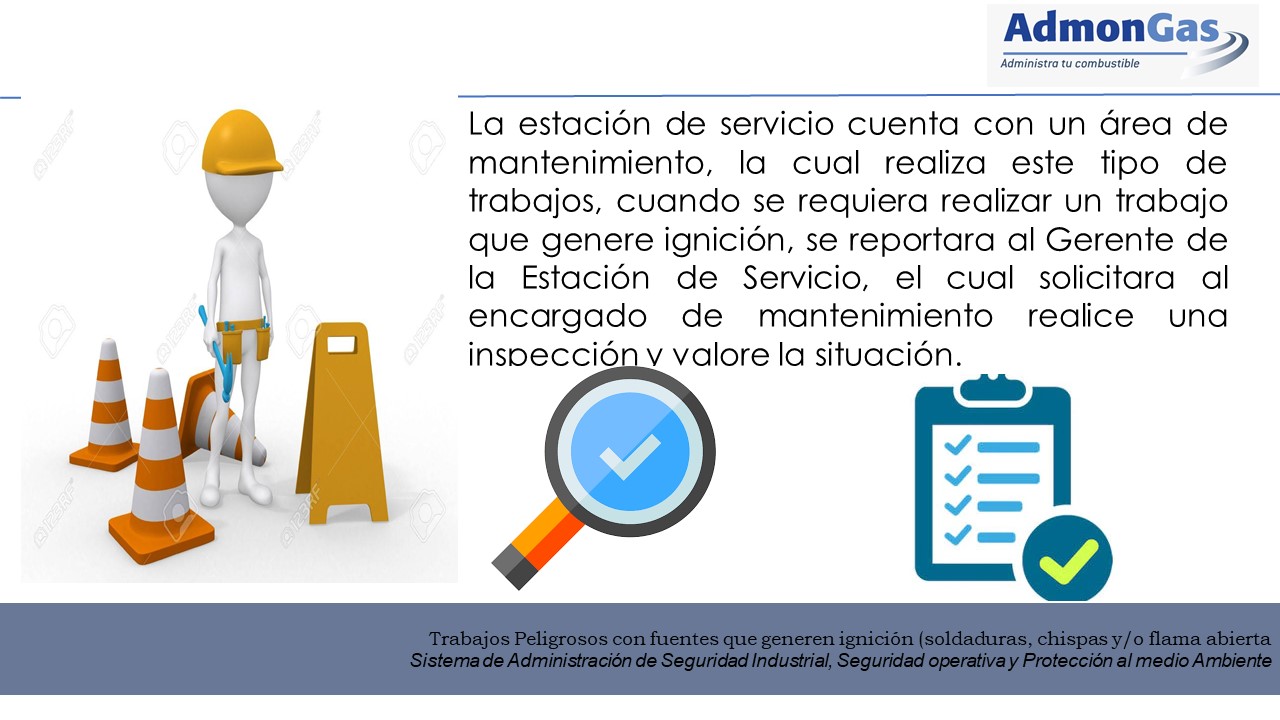 AdmonGas
Administra tu combustible
La estación de servicio cuenta con un área de
mantenimiento, la cual realiza este tipo de
trabajos, cuando se requiera realizar un trabajo
que genere ignición, se reportara al Gerente de
la Estación de Servicio, el cual solicitara al
encargado de mantenimiento realice una
inspección y valore la situación.
Trabajos Peligrosos con fuentes que generen ignición (soldaduras, chispas y/o flama abierta
Sistema de Administración de Seguridad Industrial, Seguridad operativa y Protección al medio Ambiente